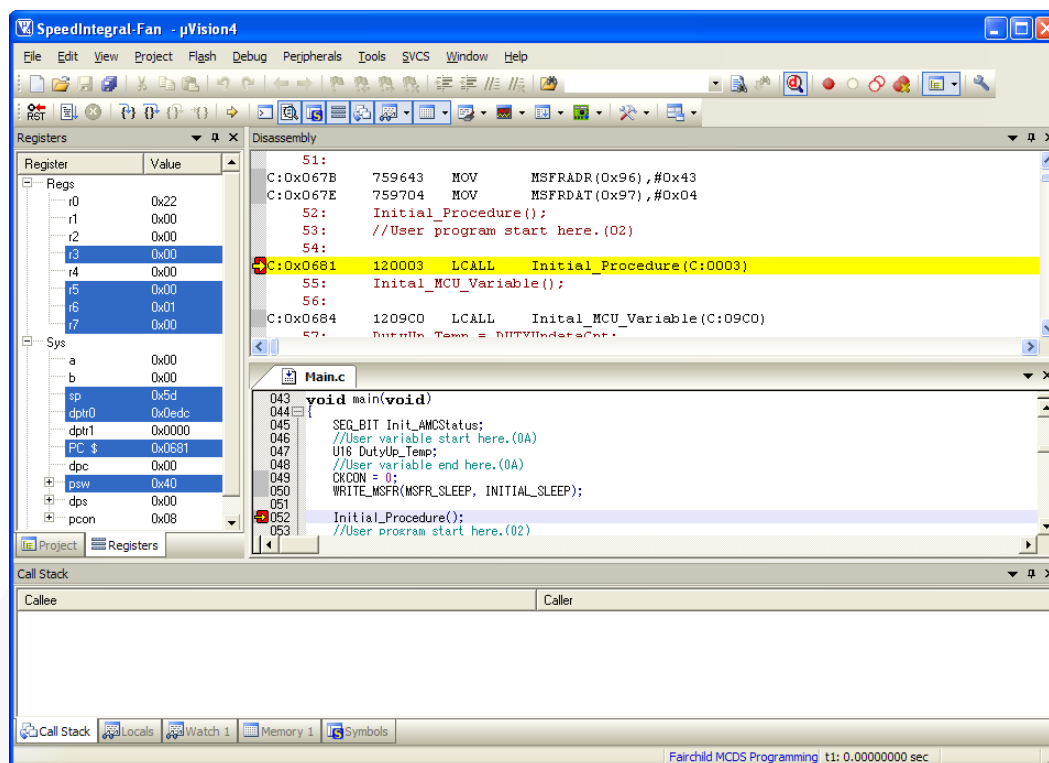 SpeedIntegral-Fan - µVision4
File Edit View Project Flash Debug Peripherals Tools SVCS Window Help
RST
Registers
Disassembly
Register Value
Regs
r0 0x22
r1 0x00
r2 0x00
r3 0x00
r4 0x00
r5 0x00
r6 0x01
r7 0x00
Sys
a 0x00
b 0x00
sp 0x5d
dptr0 0x0edc
dptr1 0x0000
PC $ 0x0681
dpc 0x00
psw 0x40
dps 0x00
pcon 0x08
Project Registers
51:
C:0x067B 759643 MOV MSFRADR(0x96),#0x43
C:0x067E 759704 MOV MSFRDAT(0x97),#0x04
52: Initial_Procedure();
53: //User program start here.(02)
54:
C:0x0681 120003 LCALL Initial_Procedure(C:0003)
55: Inital_MCU_Variable();
56:
C:0x0684 1209C0 LCALL Inital_MCU_Variable(C:09C0)
57: DutyUp_Temp = DUTYUpdateCnt;
Main.c
043 void main(void)
044 {
045 SEG_BIT Init_AMCStatus;
046 //User variable start here.(0A)
047 U16 DutyUp_Temp;
048 //User variable end here.(0A)
049 CKCON = 0;
050 WRITE_MSFR(MSFR_SLEEP, INITIAL_SLEEP);
051
052 Initial_Procedure();
053 //User program start here.(02)
Call Stack
Callee Caller
Call Stack Locals Watch 1 Memory 1 Symbols
Fairchild MCDS Programming t1: 0.00000000 sec